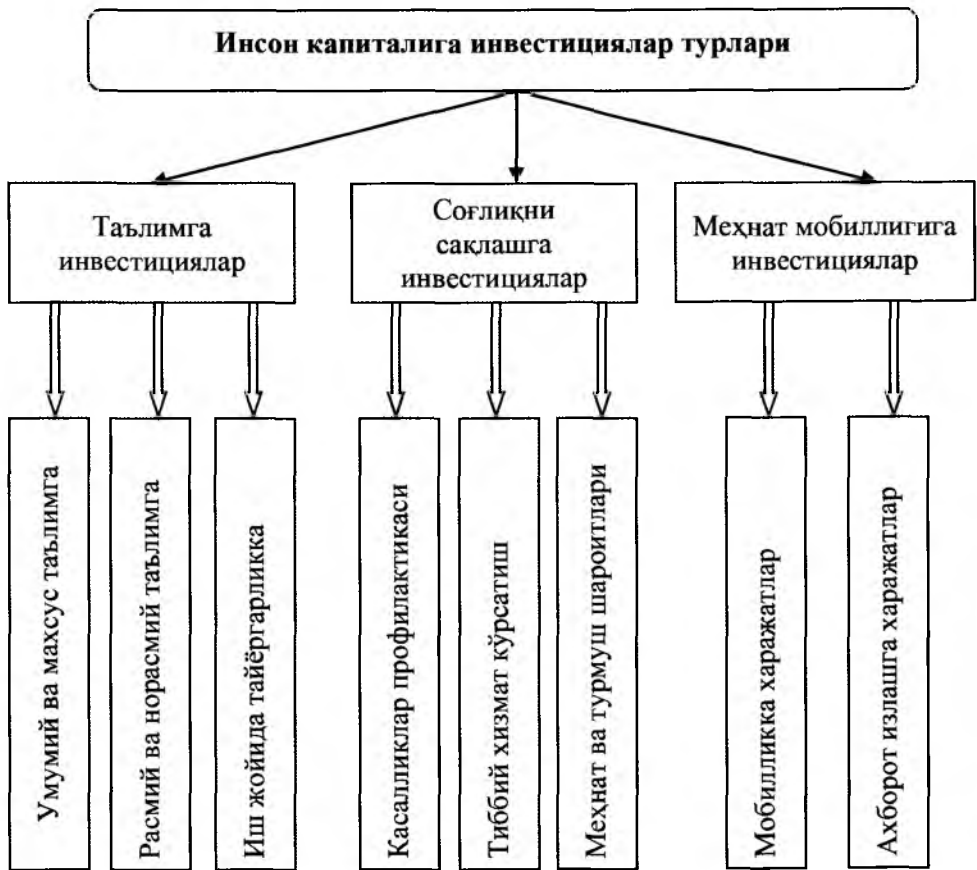 Инсон капиталига инвестициялар турлари
Таълимга
инвестициялар
Соғлиқни
сақлашга
инвестициялар
Меҳнат мобиллигига
инвестициялар
Умумий ва махсус таълимга
Расмий ва норасмий таълимга
Иш жойида тайёргарликка
Касалликлар профилактикаси
Тиббий хизмат кўрсатиш
Меҳнат ва турмуш шароитлари
Мобилликка харажатлар
Ахборот излашга харажатлар